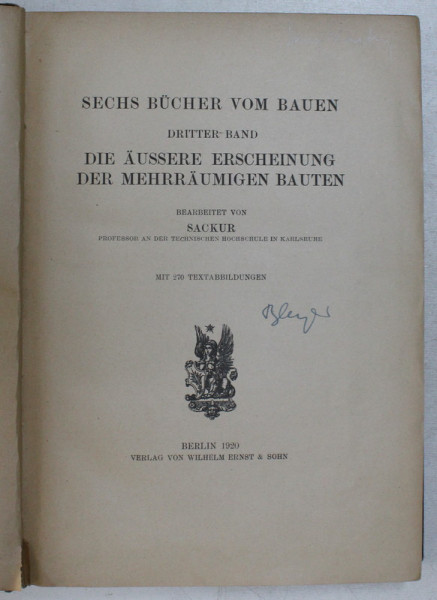 SECHS BÜCHER VOM BAUEN
DRITTER BAND
DIE ÄUSSERE ERSCHEINUNG
DER MEHRRÄUMIGEN BAUTEN
BEARBEITET VON
SACKUR
PROFESSOR AN DER TECHNISCHEN HOCHSCHULE IN KARLSRUHE
MIT 270 TEXTABBILDUNGEN
BERLIN 1920
VERLAG VON WILHELM ERNST & SOHN